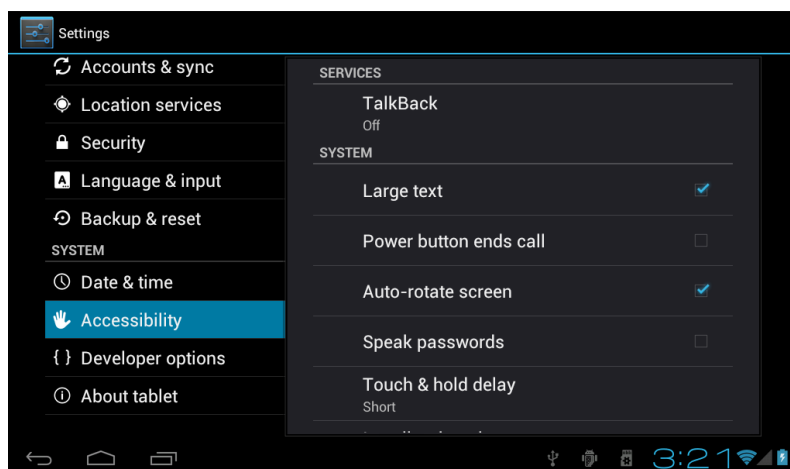 Settings
Accounts & sync
Location services
Security
Language & input
Backup & reset
SYSTEM
Date & time
Accessibility
{ } Developer options
About tablet
SERVICES
TalkBack
Off
SYSTEM
Large text
Power button ends call
Auto-rotate screen
Speak passwords
Touch & hold delay
Short
3:21